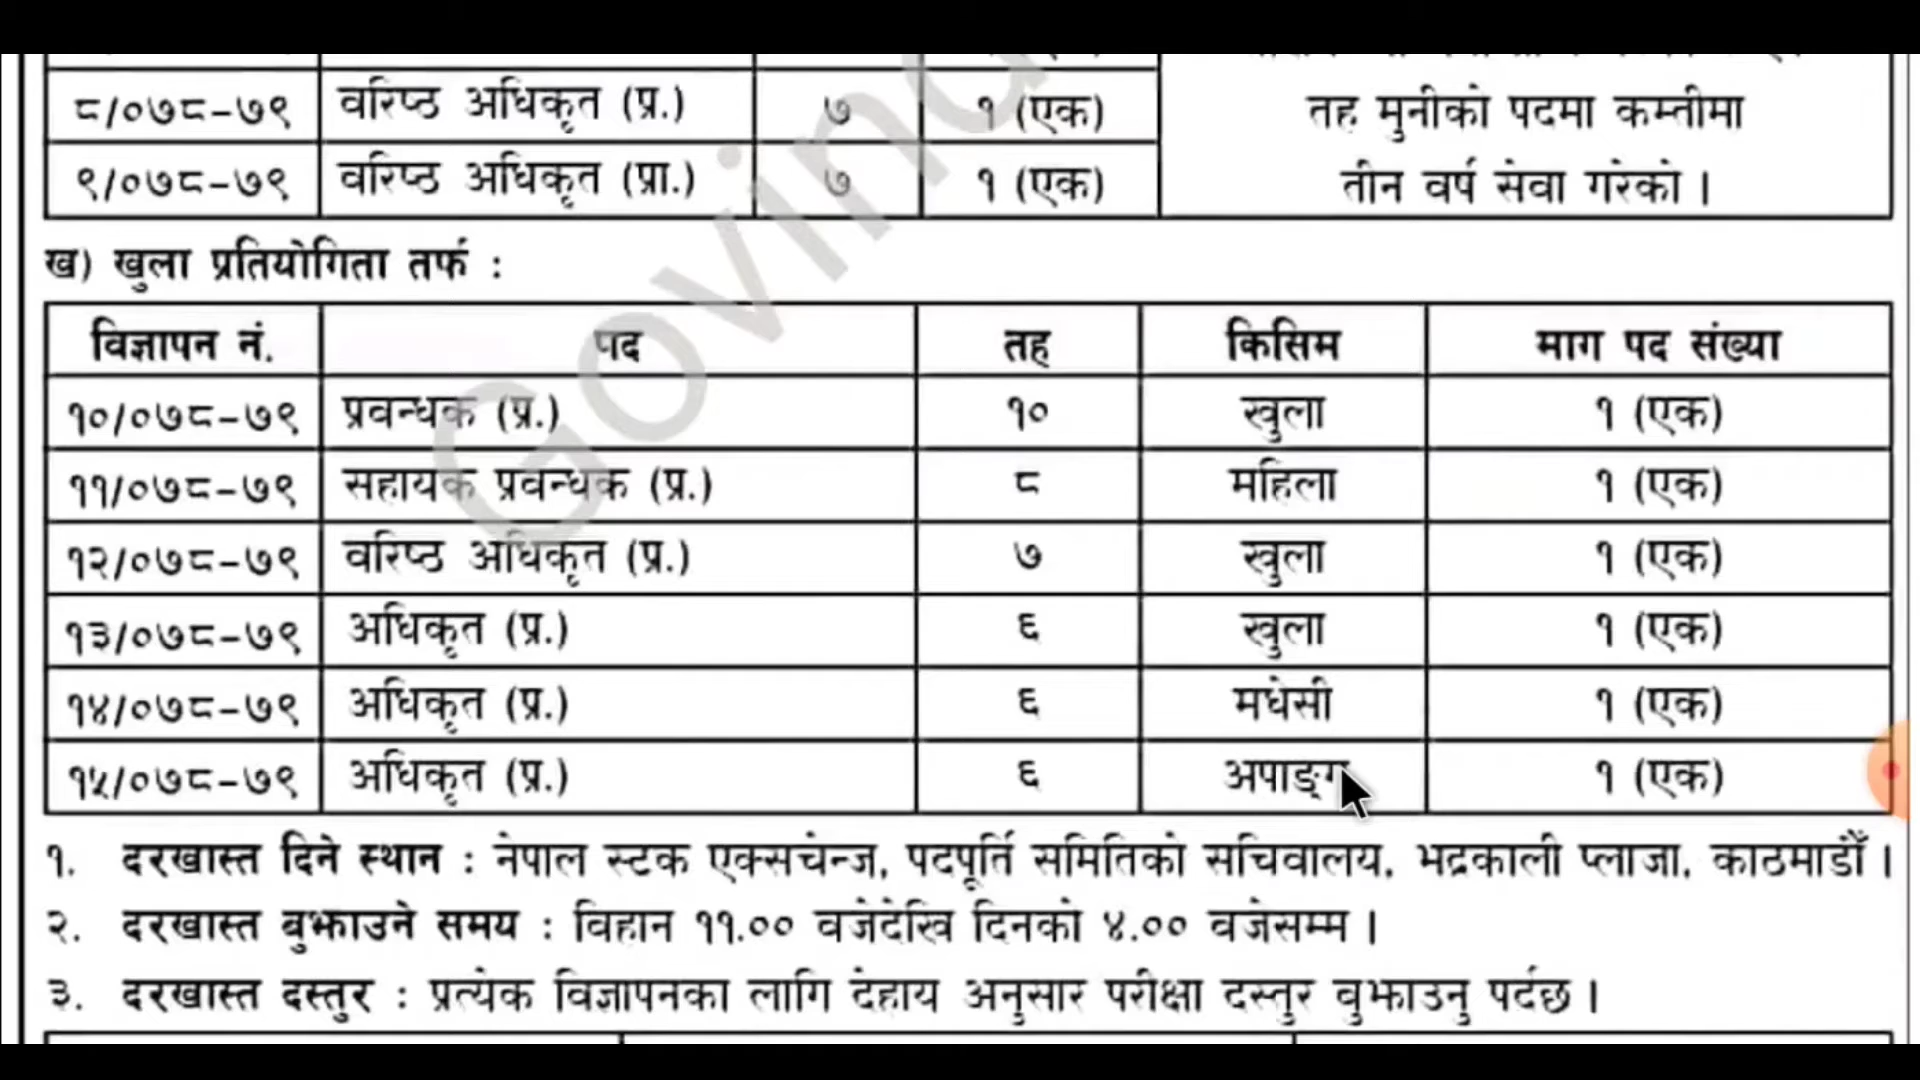 ८/०७८-७९ वरिष्ठ अधिकृत (प्र.) ७ १ (एक) तह मुनीको पदमा कम्तीमा
९/०७८-७९ वरिष्ठ अधिकृत (प्रा.) ७ १ (एक) तीन वर्ष सेवा गरेको ।
ख) खुला प्रतियोगिता तर्फ :
विज्ञापन नं. पद तह किसिम माग पद संख्या
१०/०७८-७९ प्रवन्धक (प्र.) १० खुला १ (एक)
११/०७८-७९ सहायक प्रवन्धक (प्र.) ८ महिला १ (एक)
१२/०७८-७९ वरिष्ठ अधिकृत (प्र.) ७ खुला १ (एक)
१३/०७८-७९ अधिकृत (प्र.) ६ खुला १ (एक)
१४/०७८-७९ अधिकृत (प्र.) ६ मधेसी १ (एक)
१५/०७८-७९ अधिकृत (प्र.) ६ अपाङ्ग १ (एक)
१. दरखास्त दिने स्थान : नेपाल स्टक एक्सचेन्ज, पदपूर्ति समितिको सचिवालय, भद्रकाली प्लाजा, काठमाडौँ ।
२. दरखास्त बुझाउने समय : विहान ११.०० वजेदेखि दिनको ४.०० वजेसम्म ।
३. दरखास्त दस्तुर : प्रत्येक विज्ञापनका लागि देहाय अनुसार परीक्षा दस्तुर बुझाउनु पर्दछ ।